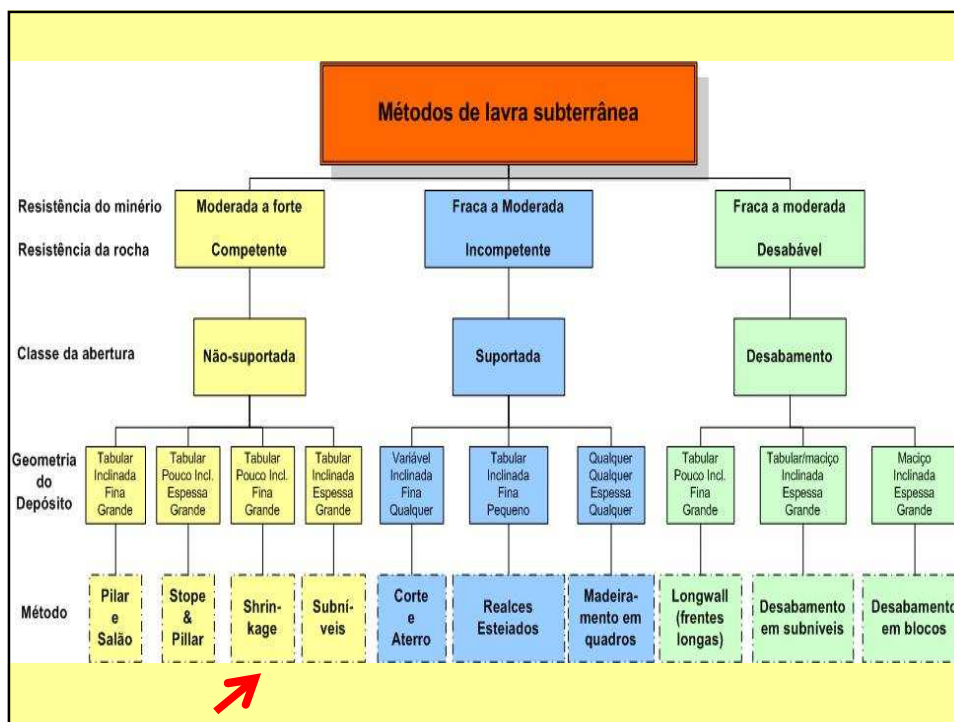 Métodos de lavra subterrânea
Resistência do minério
Moderada a forte
Fraca a Moderada
Fraca a moderada
Resistência da rocha
Competente
Incompetente
Desabável
Classe da abertura
Não-suportada
Suportada
Desabamento
Geometria
do
Depósito
Tabular
Inclinada
Fina
Grande
Tabular
Pouco Incl.
Espessa
Grande
Tabular
Pouco Incl.
Fina
Grande
Tabular
Inclinada
Espessa
Grande
Variável
Inclinada
Fina
Qualquer
Tabular
Inclinada
Fina
Pequeno
Qualquer
Qualquer
Espessa
Qualquer
Tabular
Pouco Incl.
Fina
Grande
Tabular/maciço
Inclinada
Espessa
Grande
Maciço
Inclinada
Espessa
Grande
Método
Pilar
e
Salão
Stope
&
Pillar
Shrin-
kage
Subní-
veis
Corte
e
Aterro
Realces
Esteiados
Madeira-
mento em
quadros
Longwall
(frentes
longas)
Desabamento
em subníveis
Desabamento
em blocos